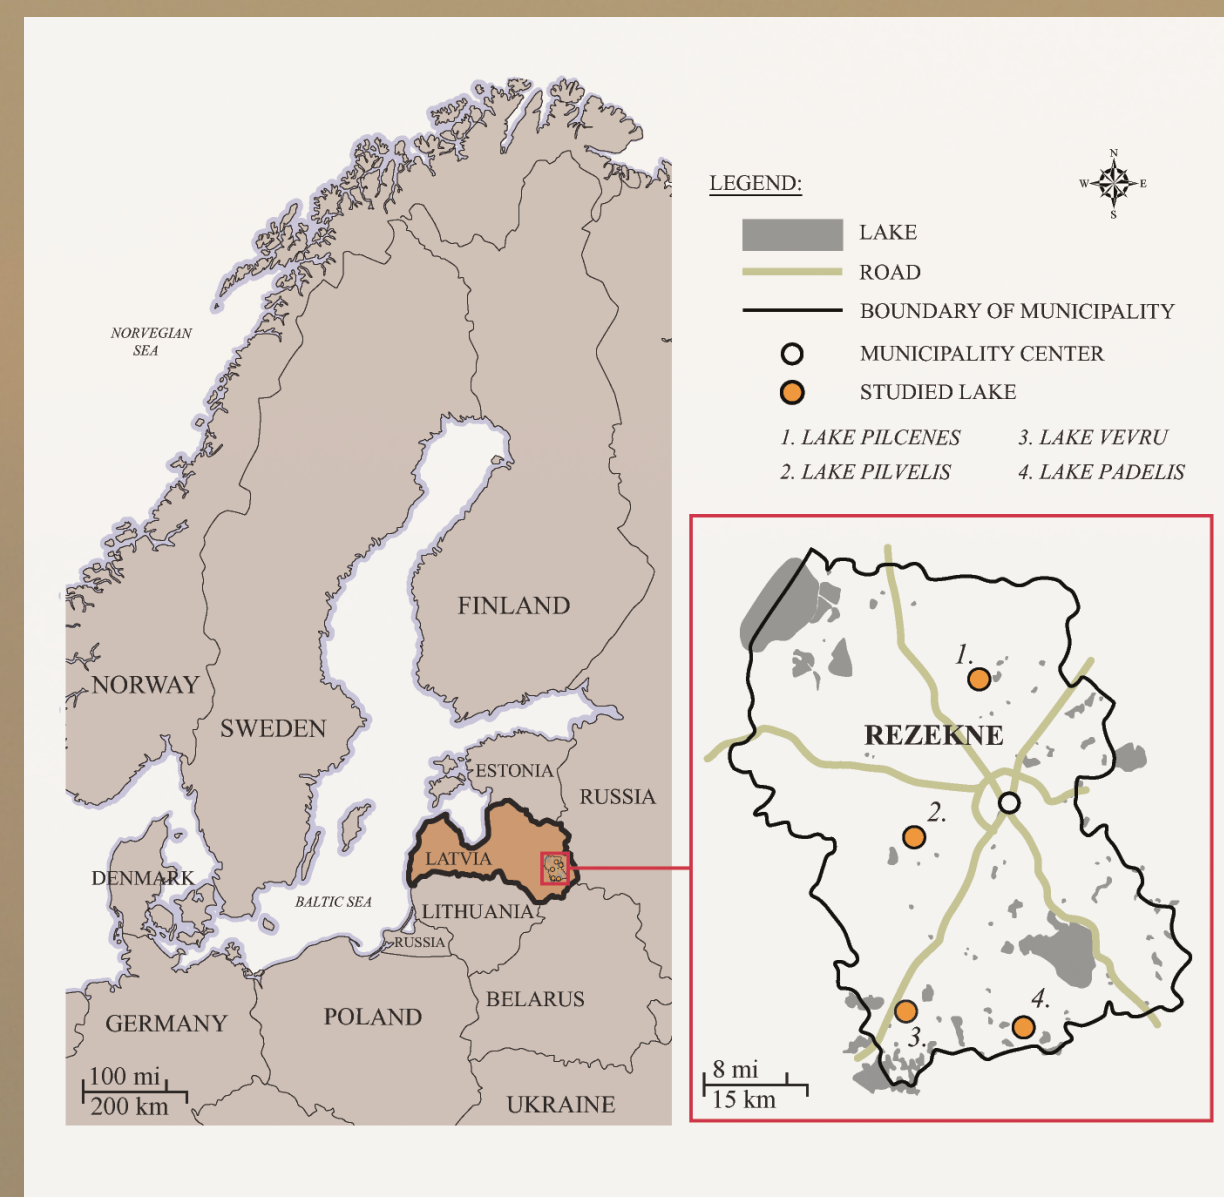 NORVEGIAN
SEA
NORWAY
SWEDEN
FINLAND
ESTONIA
RUSSIA
LATVIA
DENMARK
BALTIC SEA
LITHUANIA
RUSSIA
BELARUS
GERMANY
POLAND
UKRAINE
100 mi
200 km
N
W E
S
LEGEND:
LAKE
ROAD
BOUNDARY OF MUNICIPALITY
MUNICIPALITY CENTER
STUDIED LAKE
1. LAKE PILCENES 3. LAKE VEVRU
2. LAKE PILVELIS 4. LAKE PADELIS
1.
REZEKNE
2.
4.
3.
8 mi
15 km